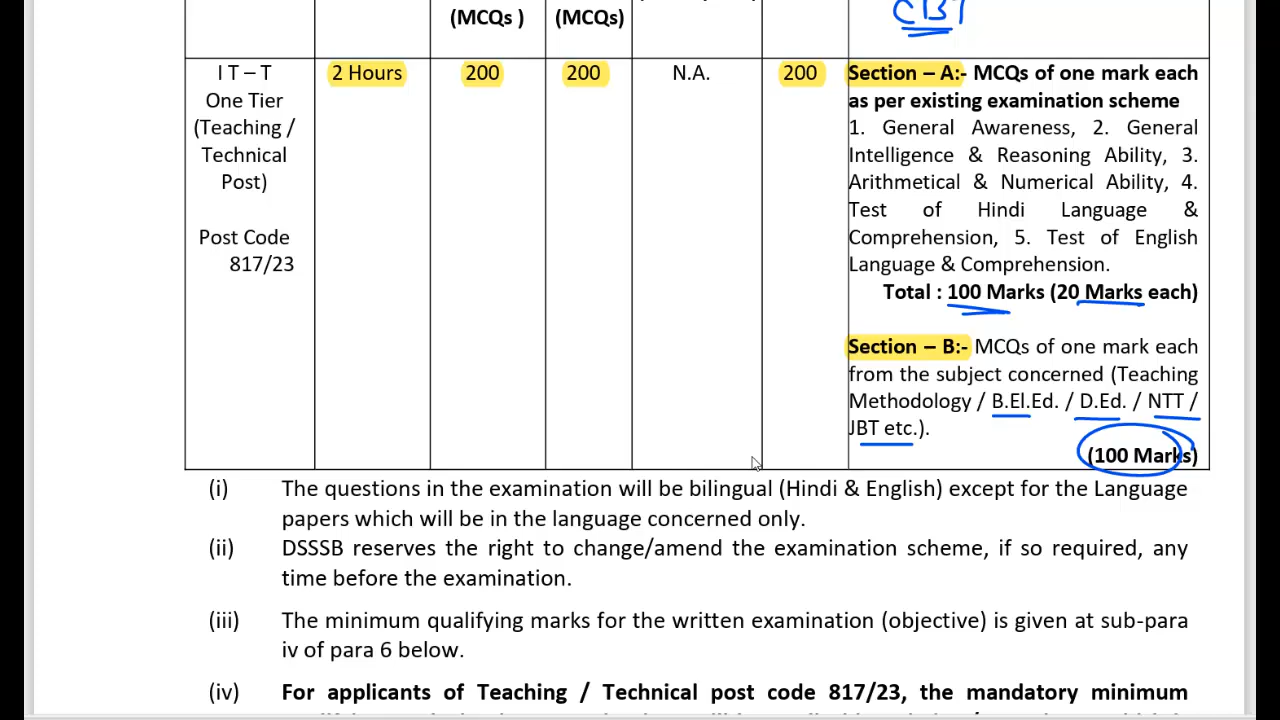 (MCQs ) (MCQs) CBT
I T – T 2 Hours 200 200 N.A. 200 Section – A:- MCQs of one mark each
One Tier as per existing examination scheme
(Teaching / 1. General Awareness, 2. General
Technical Intelligence & Reasoning Ability, 3.
Post) Arithmetical & Numerical Ability, 4.
Test of Hindi Language &
Post Code Comprehension, 5. Test of English
817/23 Language & Comprehension.
Total : 100 Marks (20 Marks each)
Section – B:- MCQs of one mark each
from the subject concerned (Teaching
Methodology / B.El.Ed. / D.Ed. / NTT /
JBT etc.).
(100 Marks)
(i) The questions in the examination will be bilingual (Hindi & English) except for the Language
papers which will be in the language concerned only.
(ii) DSSSB reserves the right to change/amend the examination scheme, if so required, any
time before the examination.
(iii) The minimum qualifying marks for the written examination (objective) is given at sub-para
iv of para 6 below.
(iv) For applicants of Teaching / Technical post code 817/23, the mandatory minimum